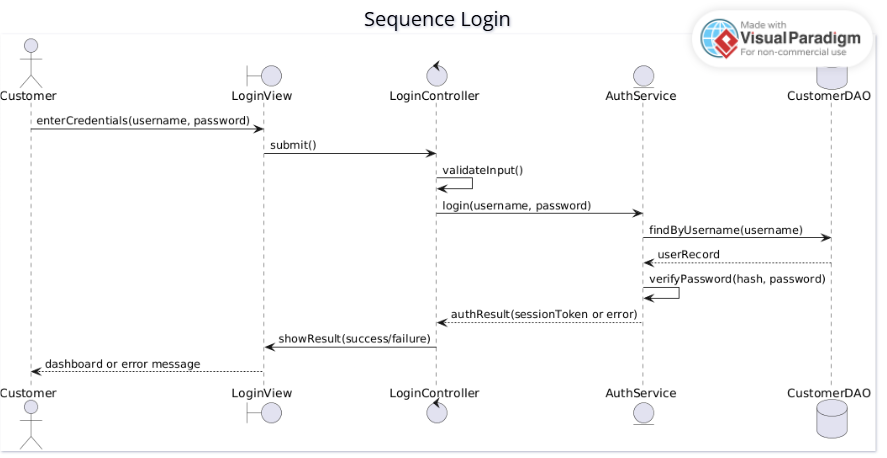 Sequence Login
Made with
Visual Paradigm
For non-commercial use
Customer
LoginView
LoginController
AuthService
CustomerDAO
enterCredentials(username, password)
submit()
validateInput()
login(username, password)
findByUsername(username)
userRecord
verifyPassword(hash, password)
authResult(sessionToken or error)
showResult(success/failure)
dashboard or error message
Customer
LoginView
LoginController
AuthService
CustomerDAO